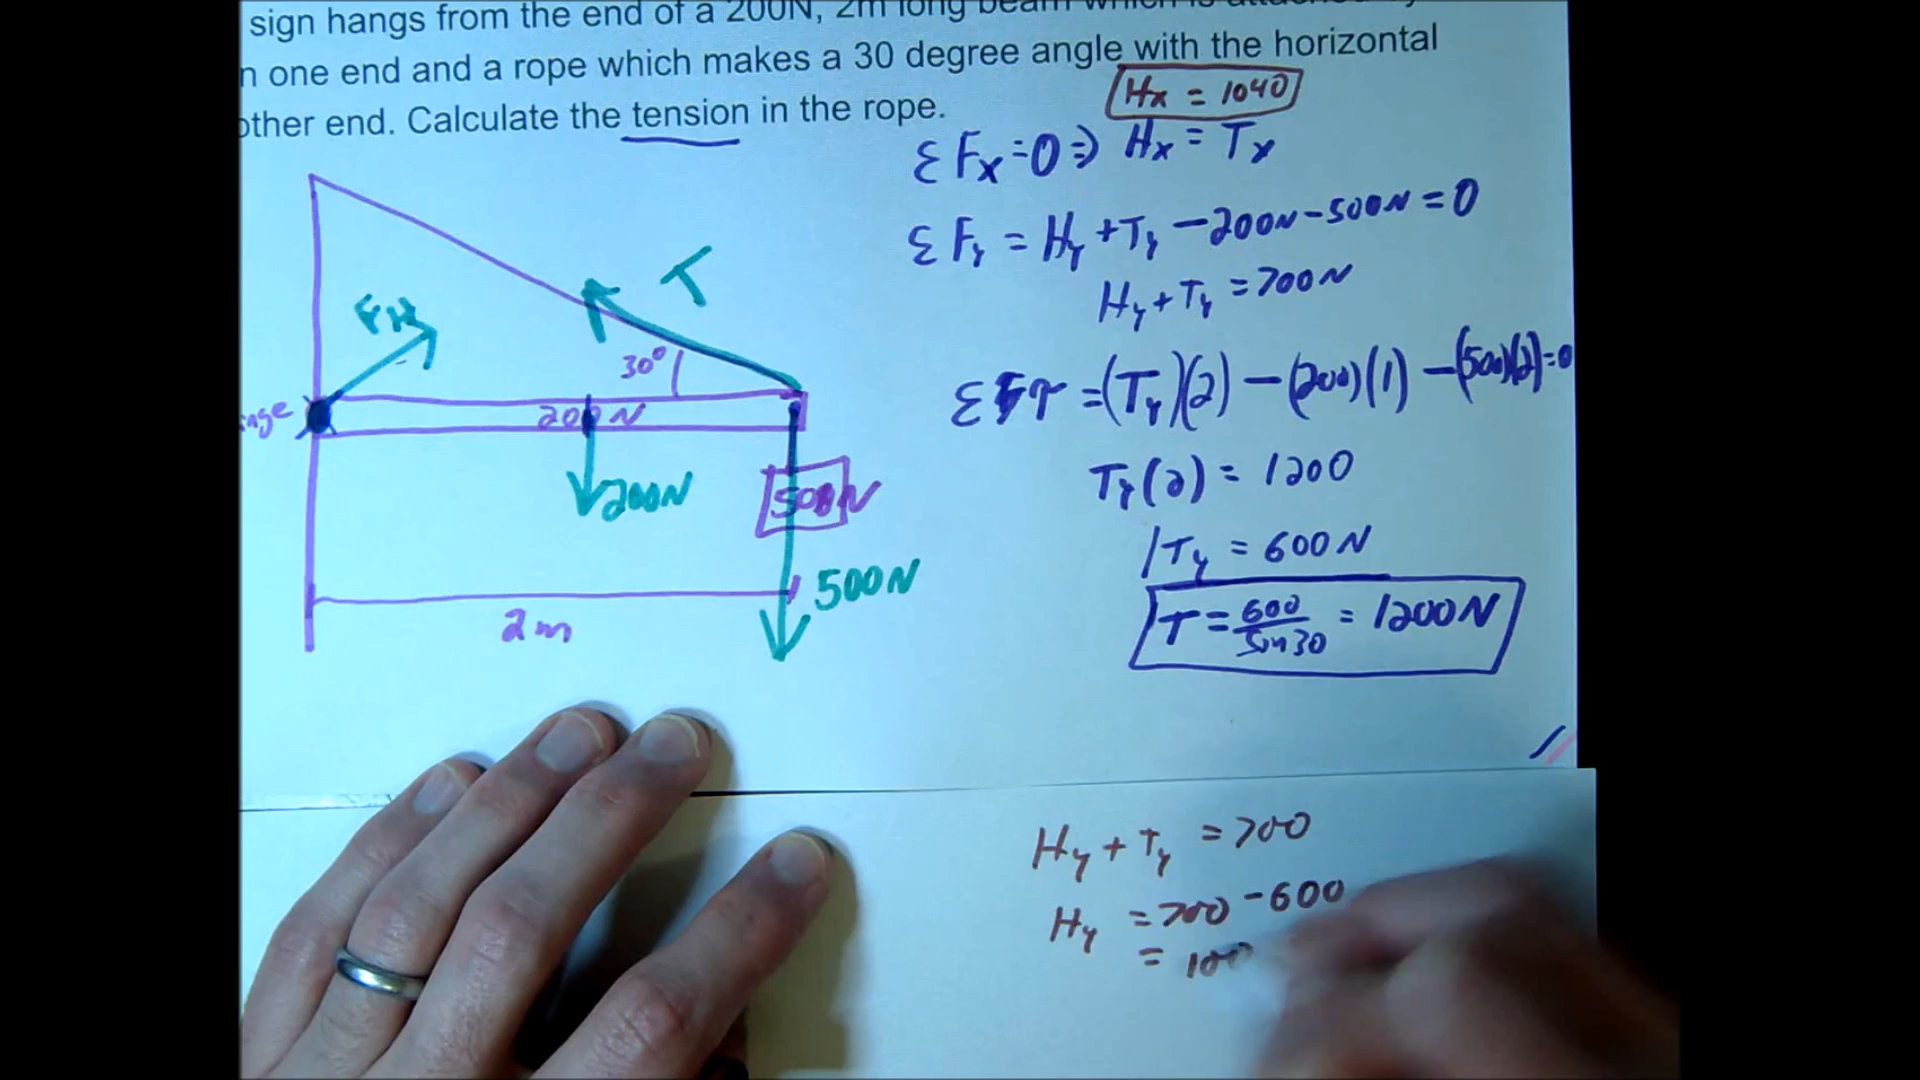 sign hangs from the end of a 200N, 2m long beam which is attached
n one end and a rope which makes a 30 degree angle with the horizontal
other end. Calculate the tension in the rope.
Hx = 1040
ΣFx=0⇒ Hx = Tx
ΣFy = Hy + Ty - 200N - 500N = 0
Hy + Ty = 700N
= (Ty)(2) - (200)(1) - (500)(2) = 0
Ty(2) = 1200
Ty = 600N
T = 600/sin30 = 1200N
T
FH
30°
200N
200N
500N
500N
2m
Hy + Ty = 700
Hy = 700 - 600
= 100